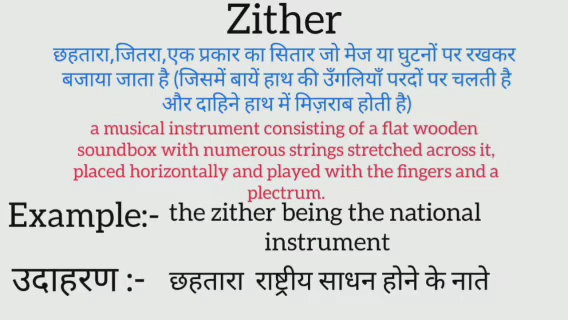 Zither
छहतारा,जितरा,एक प्रकार का सितार जो मेज या घुटनों पर रखकर
बजाया जाता है (जिसमें बायें हाथ की उँगलियाँ परदों पर चलती है
और दाहिने हाथ में मिज़राब होती है)
a musical instrument consisting of a flat wooden
soundbox with numerous strings stretched across it,
placed horizontally and played with the fingers and a
plectrum.
Example:- the zither being the national
instrument
उदाहरण :- छहतारा राष्ट्रीय साधन होने के नाते